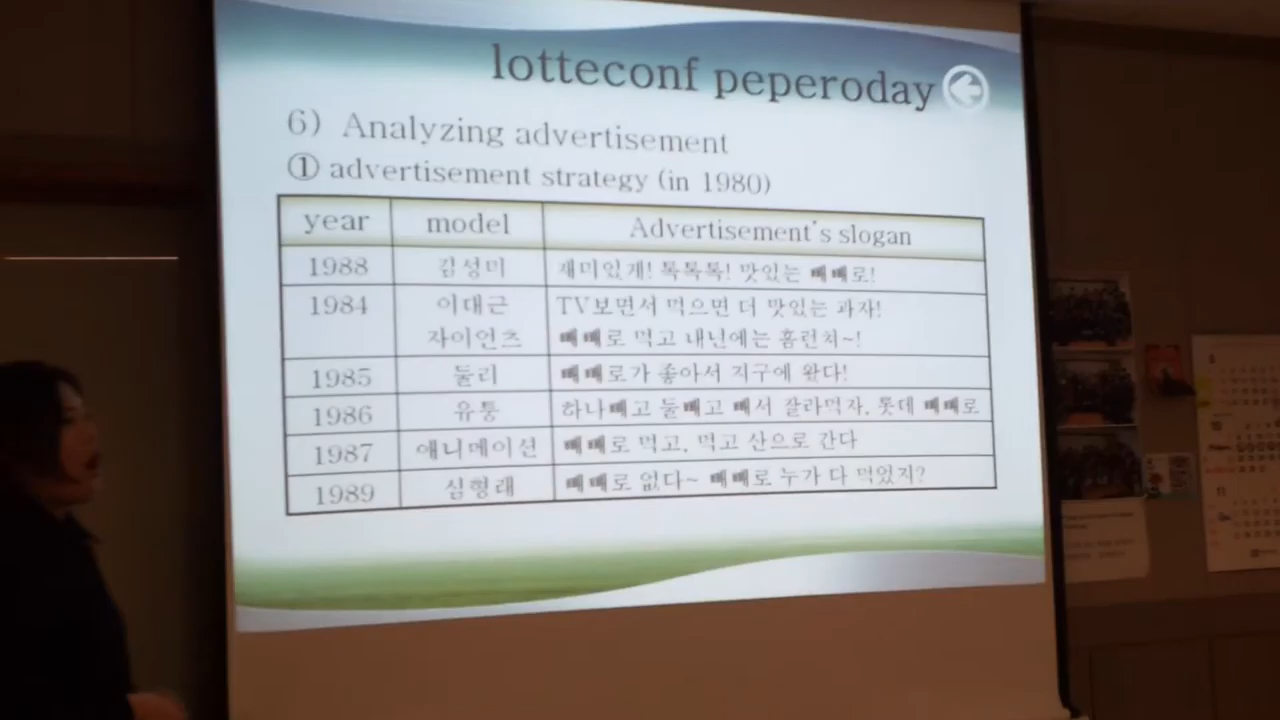 lotteconf peperoday
6) Analyzing advertisement
① advertisement strategy (in 1980)
year model Advertisement's slogan
1988 김성미 재미있게! 톡톡톡! 맛있는 빼빼로!
1984 이대근 TV보면서 먹으면 더 맛있는 과자!
자이언츠 빼빼로 먹고 내년에는 홈런쳐~!
1985 둘리 빼빼로가 좋아서 지구에 왔다!
1986 유퉁 하나빼고 둘빼고 빼서 잘라먹자, 롯데 빼빼로
1987 애니메이션 빼빼로 먹고, 먹고 산으로 간다
1989 심형래 빼빼로 없다~ 빼빼로 누가 다 먹었지?